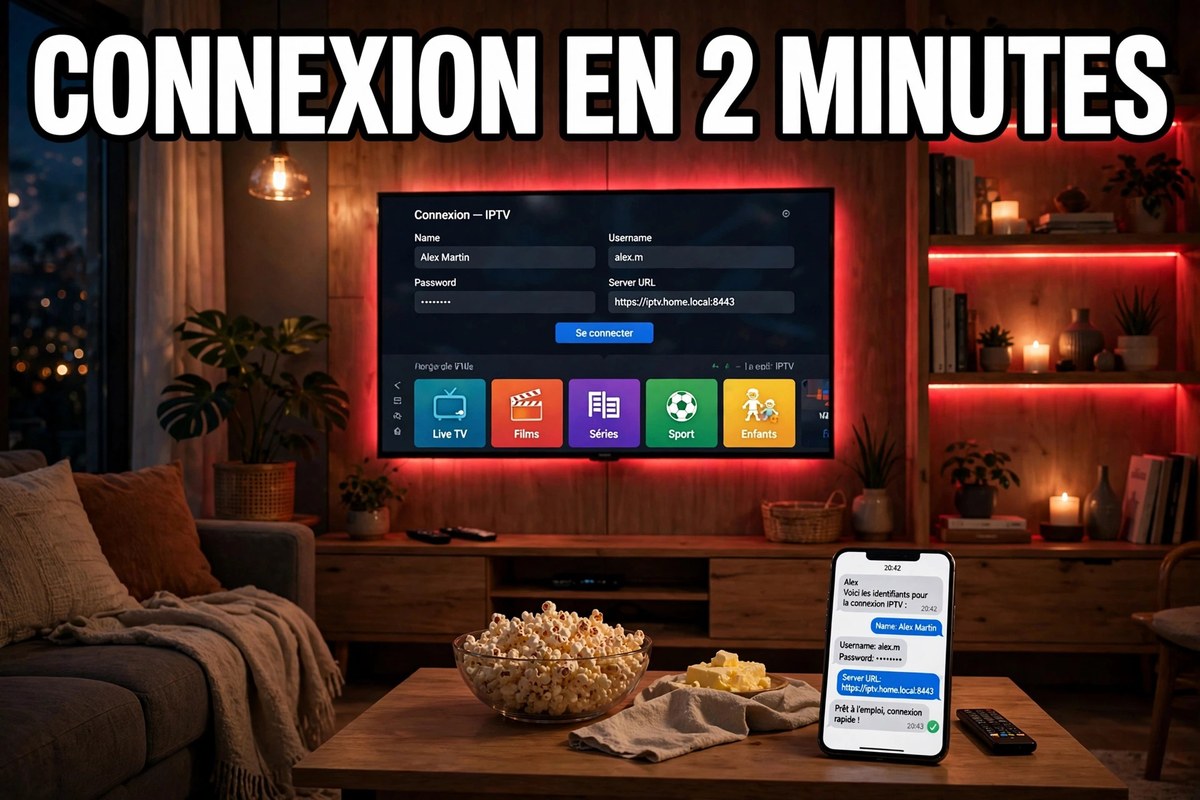 CONNEXION EN 2 MINUTES
Connexion — IPTV
Name
Username
Alex Martin
alex.m
Password
Server URL
••••••••
https://iptv.home.local:8443
Se connecter
IPTV
Live TV
Films
Séries
Sport
Enfants
20:42
Alex
Voici les identifiants pour
la connexion IPTV :
20:42
Name: Alex Martin
Username: alex.m
Password: ••••••••
Server URL:
https://iptv.home.local:8443
Prêt à l'emploi, connexion
rapide !
20:43